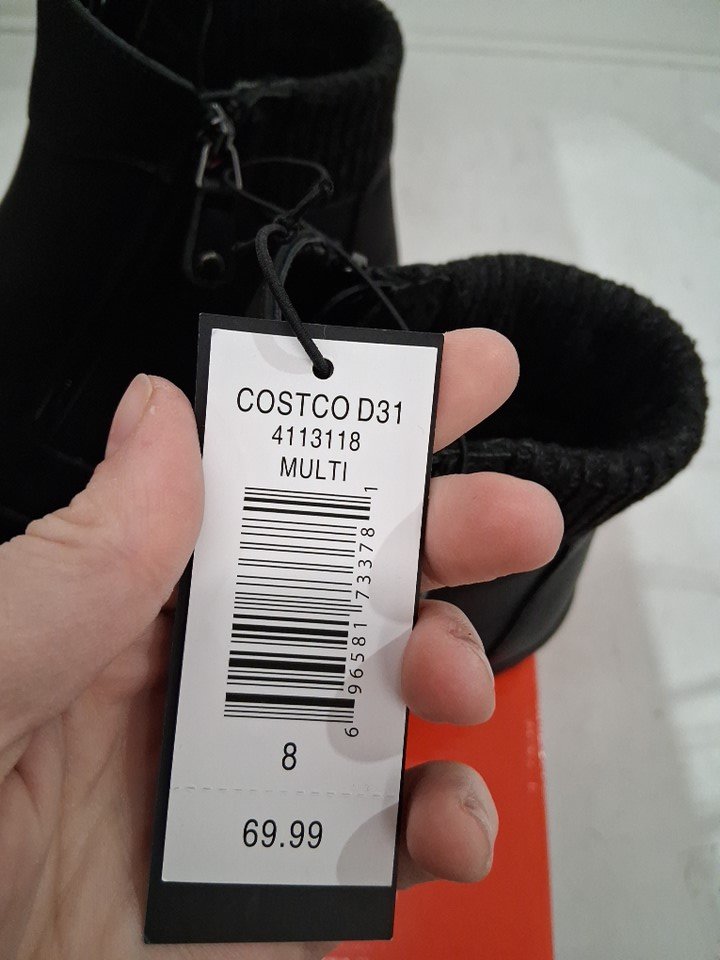 COSTCO D31
4113118
MULTI
6 96581 73378 1
8
69.99